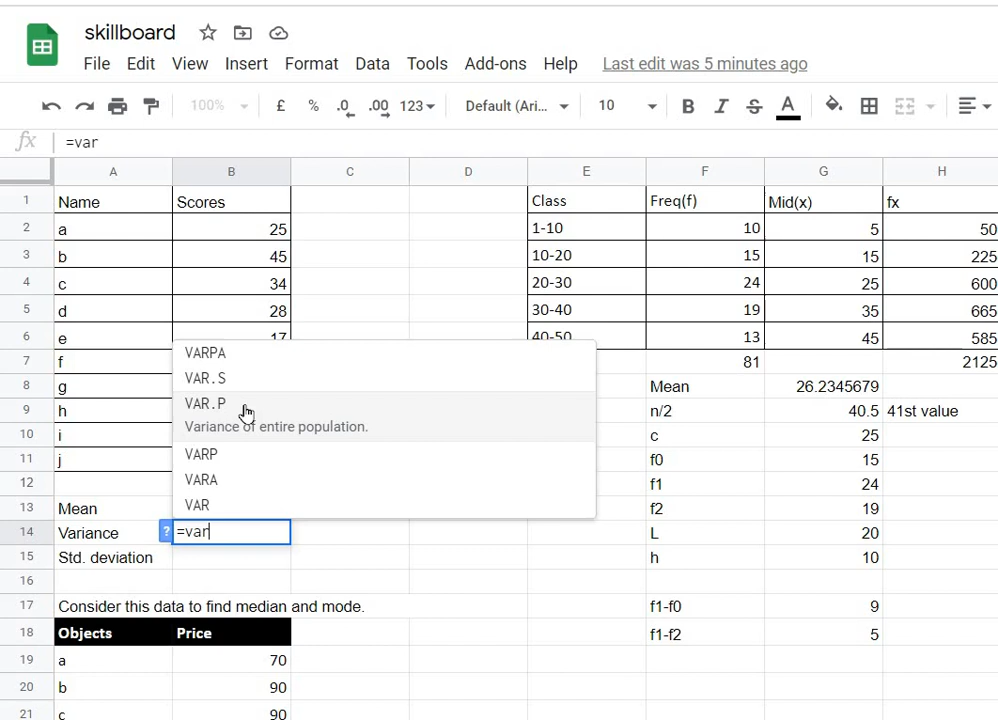 skillboard
File Edit View Insert Format Data Tools Add-ons Help Last edit was 5 minutes ago
100% £ % .0 .00 123 Default (Ari... 10 B I S A
fx =var
A B C D E F G H
1 Name Scores Class Freq(f) Mid(x) fx
2 a 25 1-10 10 5 50
3 b 45 10-20 15 15 225
4 c 34 20-30 24 25 600
5 d 28 30-40 19 35 665
6 e 17 40-50 13 45 585
7 f VARPA 81 2125
8 g VAR.S Mean 26.2345679
9 h VAR.P n/2 40.5 41st value
Variance of entire population.
10 i c 25
11 j VARP f0 15
12 VARA f1 24
13 Mean VAR f2 19
14 Variance ? =var L 20
15 Std. deviation h 10
16
17 Consider this data to find median and mode. f1-f0 9
18 Objects Price f1-f2 5
19 a 70
20 b 90
21 c 90